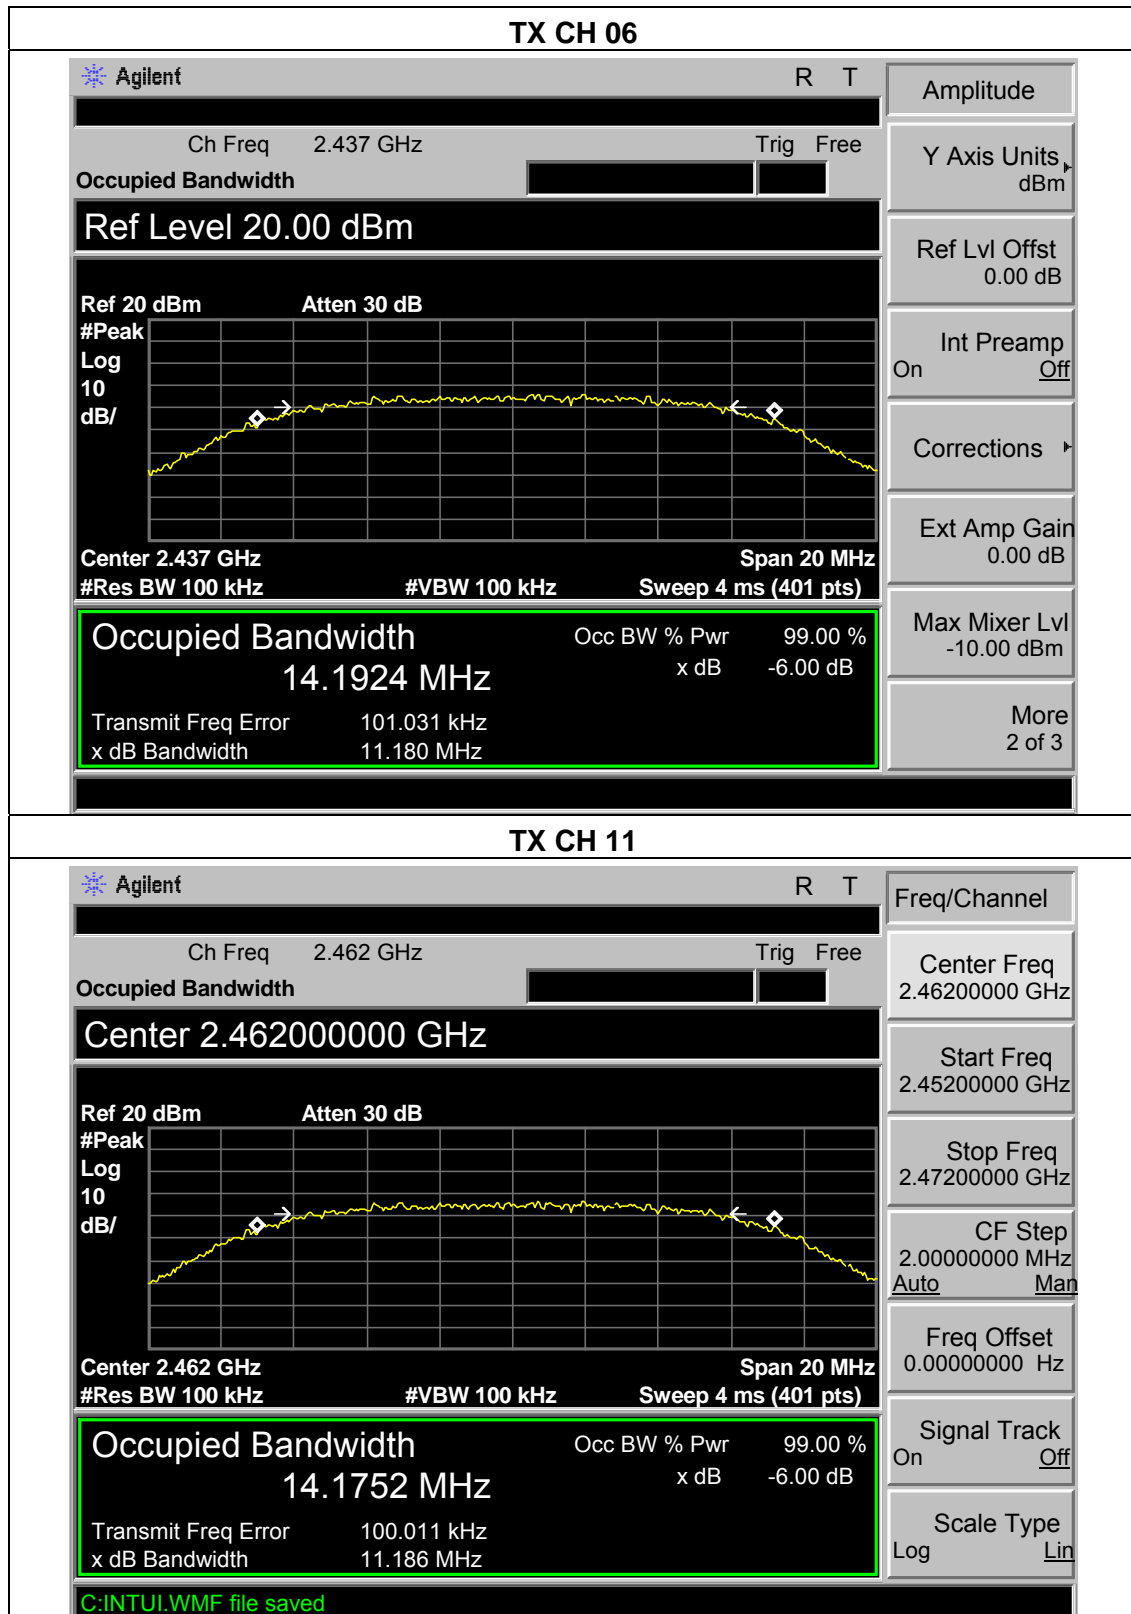 TX CH 06
Agilent R T
Amplitude
Ch Freq 2.437 GHz Trig Free
Occupied Bandwidth
Y Axis Units
dBm
Ref Level 20.00 dBm
Ref Lvl Offst
0.00 dB
Ref 20 dBm Atten 30 dB
#Peak
Log
10
dB/
Int Preamp
On Off
Corrections
Ext Amp Gain
0.00 dB
Center 2.437 GHz Span 20 MHz
#Res BW 100 kHz #VBW 100 kHz Sweep 4 ms (401 pts)
Occupied Bandwidth Occ BW % Pwr 99.00 %
14.1924 MHz x dB -6.00 dB
Transmit Freq Error 101.031 kHz
x dB Bandwidth 11.180 MHz
Max Mixer Lvl
-10.00 dBm
More
2 of 3
TX CH 11
Agilent R T
Freq/Channel
Ch Freq 2.462 GHz Trig Free
Occupied Bandwidth
Center Freq
2.46200000 GHz
Center 2.462000000 GHz
Start Freq
2.45200000 GHz
Ref 20 dBm Atten 30 dB
#Peak
Log
10
dB/
Stop Freq
2.47200000 GHz
CF Step
2.00000000 MHz
Auto Man
Freq Offset
0.00000000 Hz
Center 2.462 GHz Span 20 MHz
#Res BW 100 kHz #VBW 100 kHz Sweep 4 ms (401 pts)
Occupied Bandwidth Occ BW % Pwr 99.00 %
14.1752 MHz x dB -6.00 dB
Transmit Freq Error 100.011 kHz
x dB Bandwidth 11.186 MHz
Signal Track
On Off
Scale Type
Log Lin
C:INTUI.WMF file saved